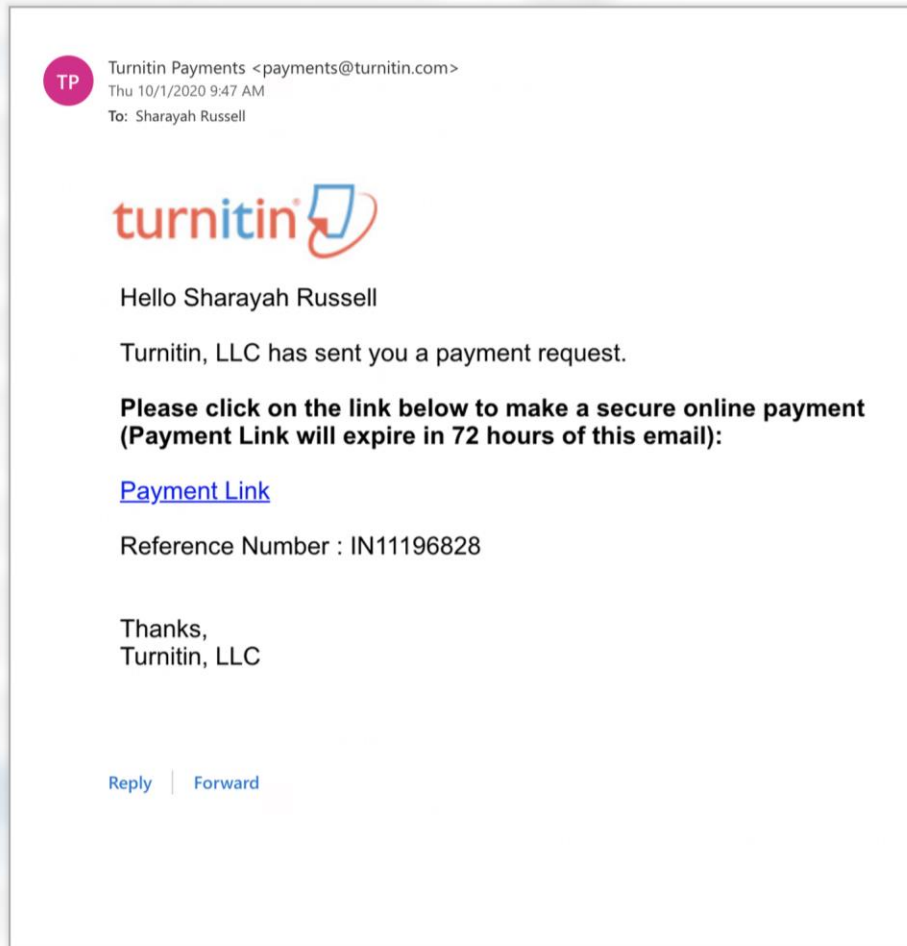 TP
Turnitin Payments <payments@turnitin.com>
Thu 10/1/2020 9:47 AM
To: Sharayah Russell
turnitin®
Hello Sharayah Russell
Turnitin, LLC has sent you a payment request.
Please click on the link below to make a secure online payment
(Payment Link will expire in 72 hours of this email):
Payment Link
Reference Number : IN11196828
Thanks,
Turnitin, LLC
Reply | Forward